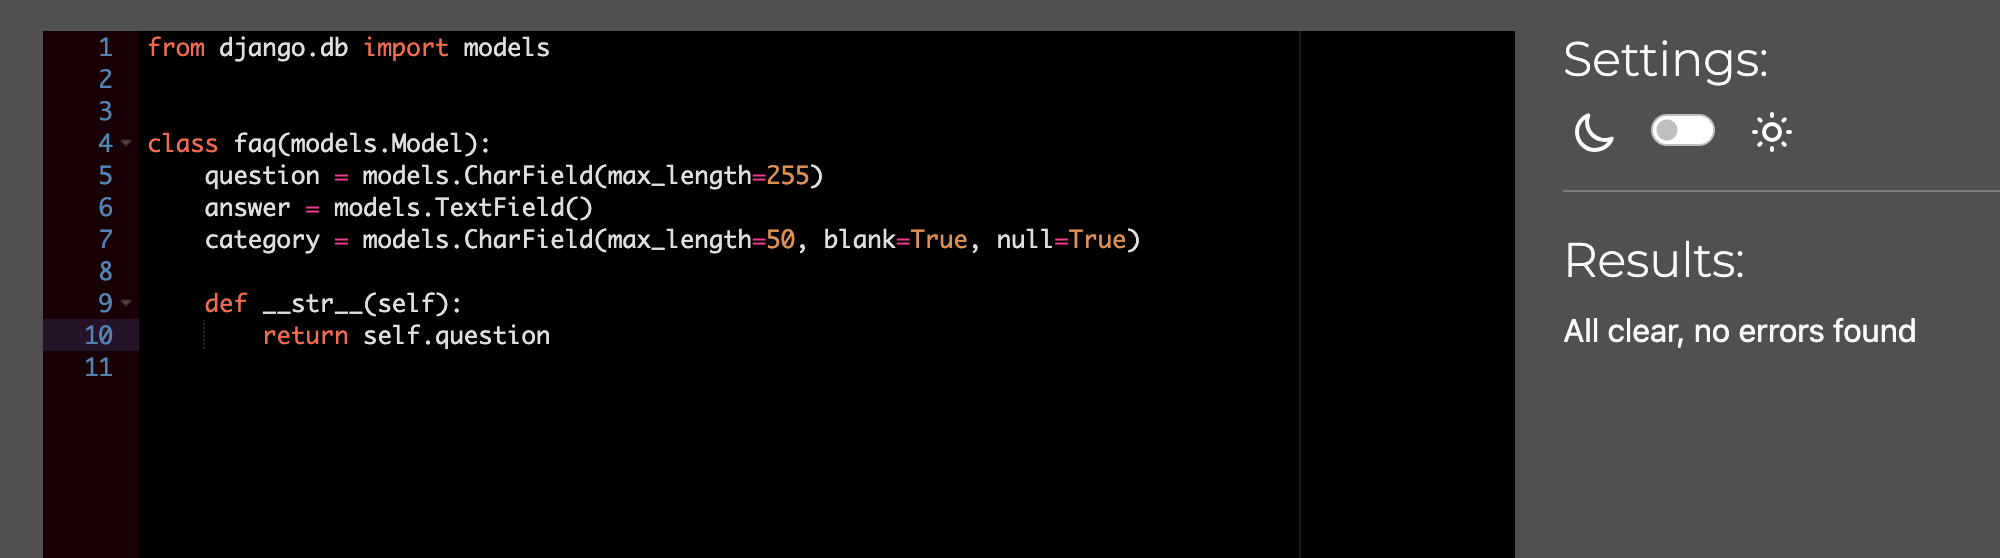 1 from django.db import models
2
3
4 class faq(models.Model):
5     question = models.CharField(max_length=255)
6     answer = models.TextField()
7     category = models.CharField(max_length=50, blank=True, null=True)
8
9     def __str__(self):
10         return self.question
11
Settings:
Results:
All clear, no errors found